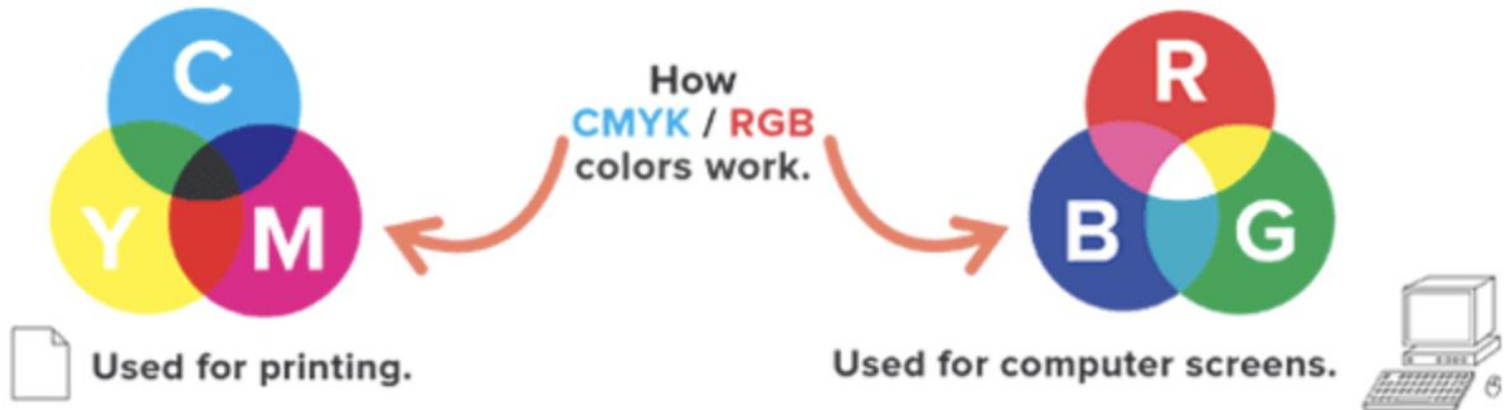 C
Y M
Used for printing.
How
CMYK / RGB
colors work.
R
B G
Used for computer screens.